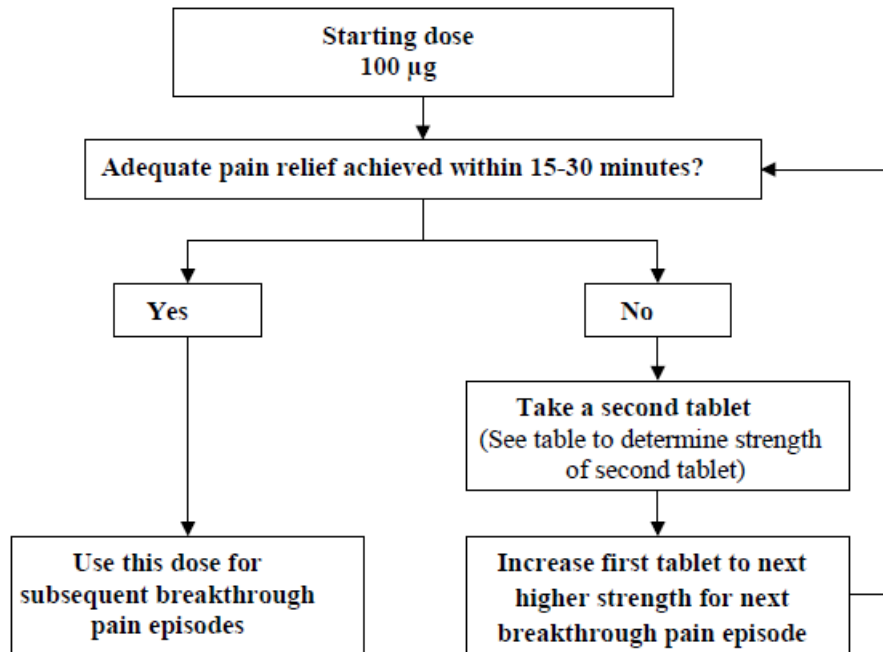 Starting dose
100 µg
Adequate pain relief achieved within 15-30 minutes?
Yes
No
Take a second tablet
(See table to determine strength
of second tablet)
Use this dose for
subsequent breakthrough
pain episodes
Increase first tablet to next
higher strength for next
breakthrough pain episode